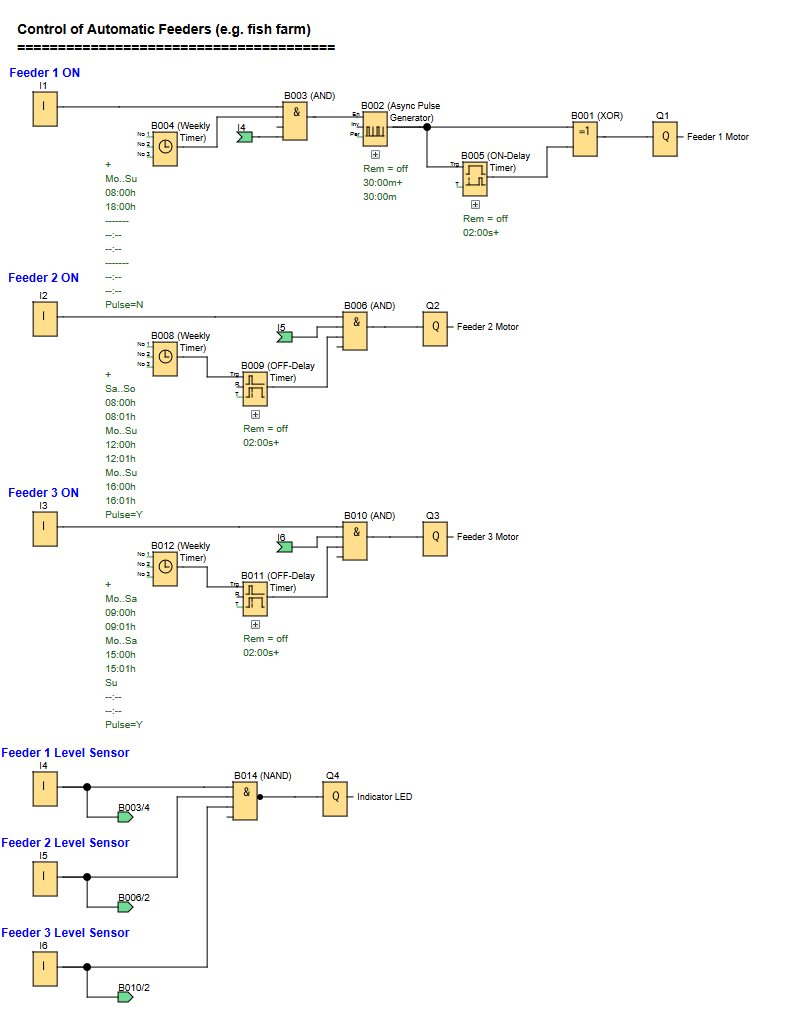 Control of Automatic Feeders (e.g. fish farm)
=======================================
Feeder 1 ON
I1
I
B004 (Weekly
Timer)
No 1
No 2
No 3
+
Mo..Su
08:00h
18:00h
-------
--:--
--:--
-------
--:--
--:--
Pulse=N
I4
B003 (AND)
&
B002 (Async Pulse
Generator)
En
Inv
Par
Rem = off
30:00m+
30:00m
B005 (ON-Delay
Timer)
Trg
T
Rem = off
02:00s+
B001 (XOR)
=1
Q1
Q
Feeder 1 Motor
Feeder 2 ON
I2
I
B008 (Weekly
Timer)
No 1
No 2
No 3
+
Sa..So
08:00h
08:01h
Mo..Su
12:00h
12:01h
Mo..Su
16:00h
16:01h
Pulse=Y
I5
B009 (OFF-Delay
Timer)
Trg
R
T
Rem = off
02:00s+
B006 (AND)
&
Q2
Q
Feeder 2 Motor
Feeder 3 ON
I3
I
B012 (Weekly
Timer)
No 1
No 2
No 3
+
Mo..Sa
09:00h
09:01h
Mo..Sa
15:00h
15:01h
Su
--:--
--:--
Pulse=Y
I6
B011 (OFF-Delay
Timer)
Trg
R
T
Rem = off
02:00s+
B010 (AND)
&
Q3
Q
Feeder 3 Motor
Feeder 1 Level Sensor
I4
I
B003/4
B014 (NAND)
&
Q4
Q
Indicator LED
Feeder 2 Level Sensor
I5
I
B006/2
Feeder 3 Level Sensor
I6
I
B010/2